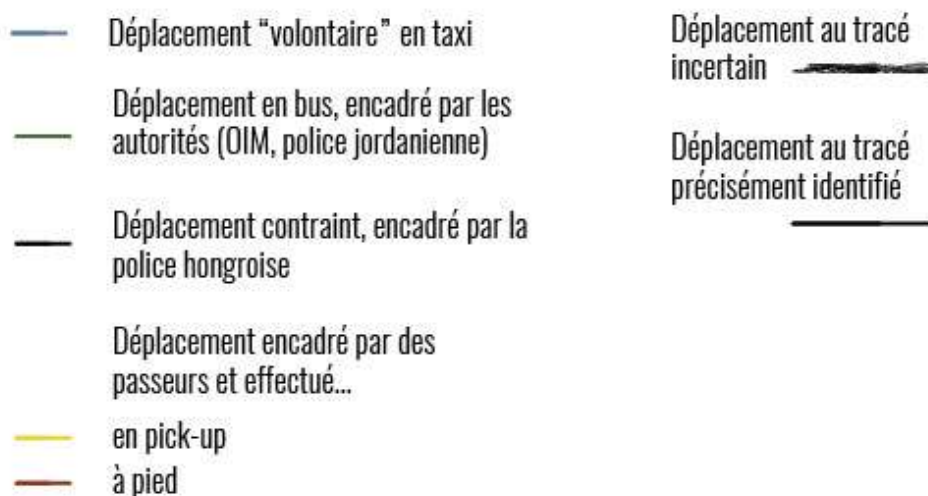 Déplacement “volontaire” en taxi
Déplacement en bus, encadré par les
autorités (OIM, police jordanienne)
Déplacement contraint, encadré par la
police hongroise
Déplacement encadré par des
passeurs et effectué...
en pick-up
à pied
Déplacement au tracé
incertain
Déplacement au tracé
précisément identifié